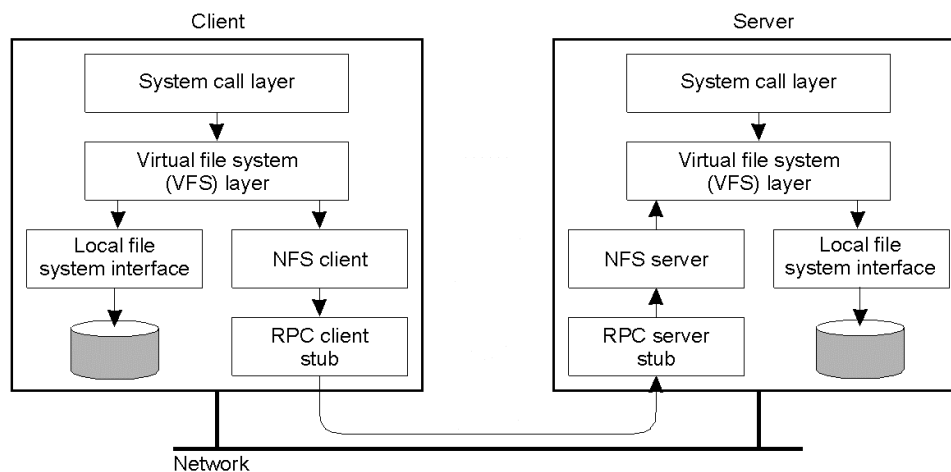 Client
Server
System call layer
System call layer
Virtual file system
(VFS) layer
Virtual file system
(VFS) layer
Local file
system interface
NFS client
NFS server
Local file
system interface
RPC client
stub
RPC server
stub
Network